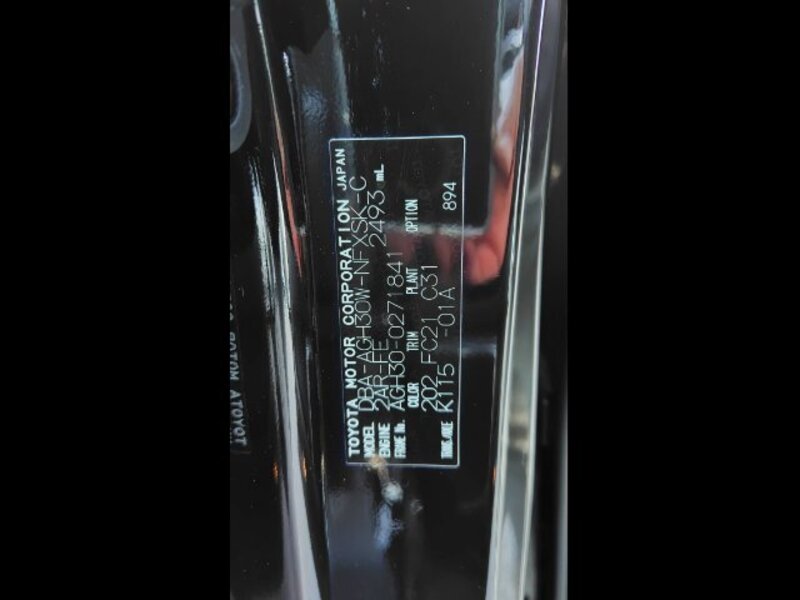 TOYOTA MOTOR CORPORATION JAPAN
MODEL DBA-AGH30W-NFXSK-C
ENGINE 2AR-FE 2493 mL
FRAME No. AGH30-0271841
COLOR TRIM PLANT OPTION
202 FC21 C31
TRANS./AXLE K115 -01A 894